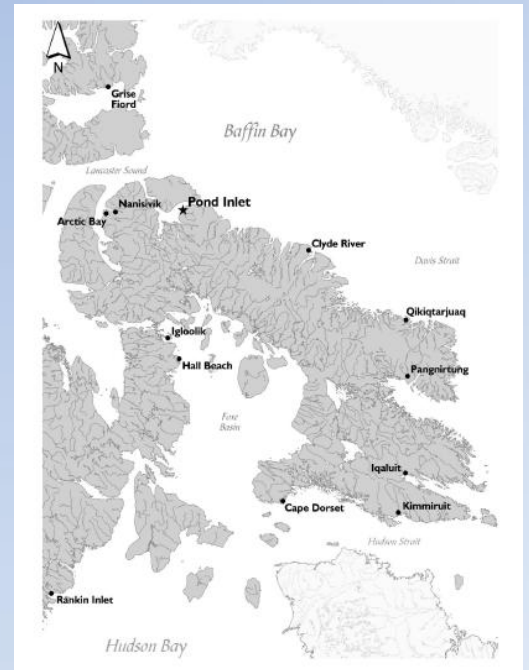 N
Grise
Fiord
Baffin Bay
Lancaster Sound
Pond Inlet
Nanisivik
Arctic Bay
Clyde River
Davis Strait
Qikiqtarjuaq
Igloolik
Hall Beach
Pangnirtung
Foxe
Basin
Iqaluit
Cape Dorset
Kimmiruit
Hudson Strait
Rankin Inlet
Hudson Bay